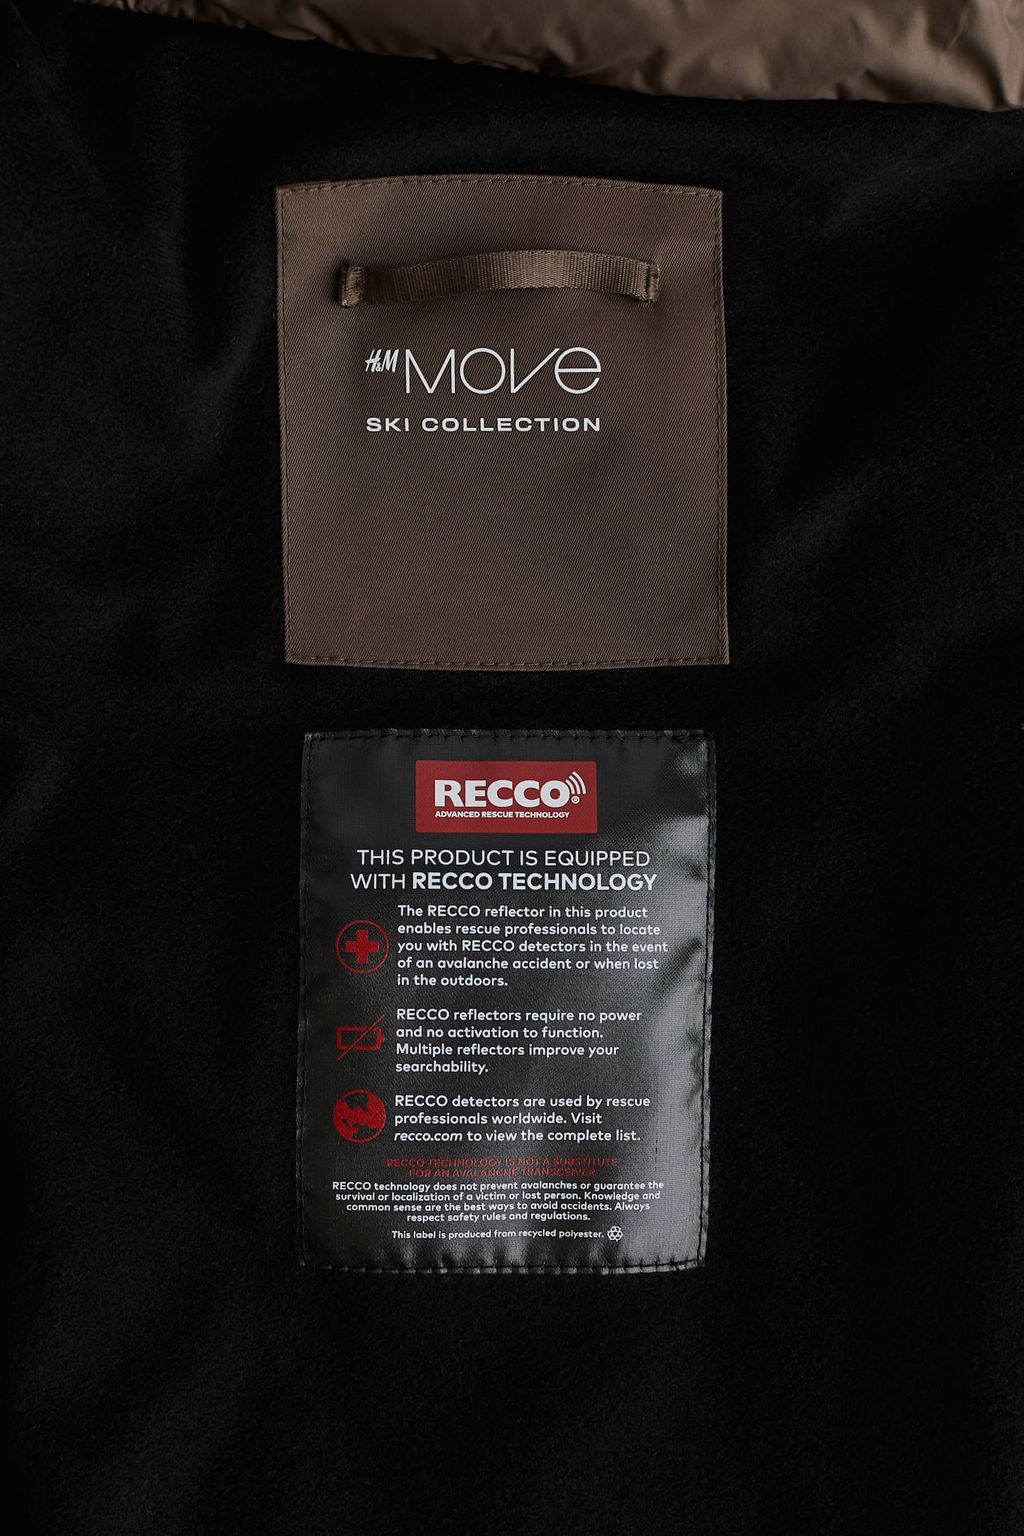 H&M MOVE
SKI COLLECTION
RECCO®
ADVANCED RESCUE TECHNOLOGY
THIS PRODUCT IS EQUIPPED
WITH RECCO TECHNOLOGY
The RECCO reflector in this product
enables rescue professionals to locate
you with RECCO detectors in the event
of an avalanche accident or when lost
in the outdoors.
RECCO reflectors require no power
and no activation to function.
Multiple reflectors improve your
searchability.
RECCO detectors are used by rescue
professionals worldwide. Visit
recco.com to view the complete list.
RECCO TECHNOLOGY IS NOT A SUBSTITUTE
FOR AN AVALANCHE TRANSCEIVER
RECCO technology does not prevent avalanches or guarantee the
survival or localization of a victim or lost person. Knowledge and
common sense are the best ways to avoid accidents. Always
respect safety rules and regulations.
This label is produced from recycled polyester.